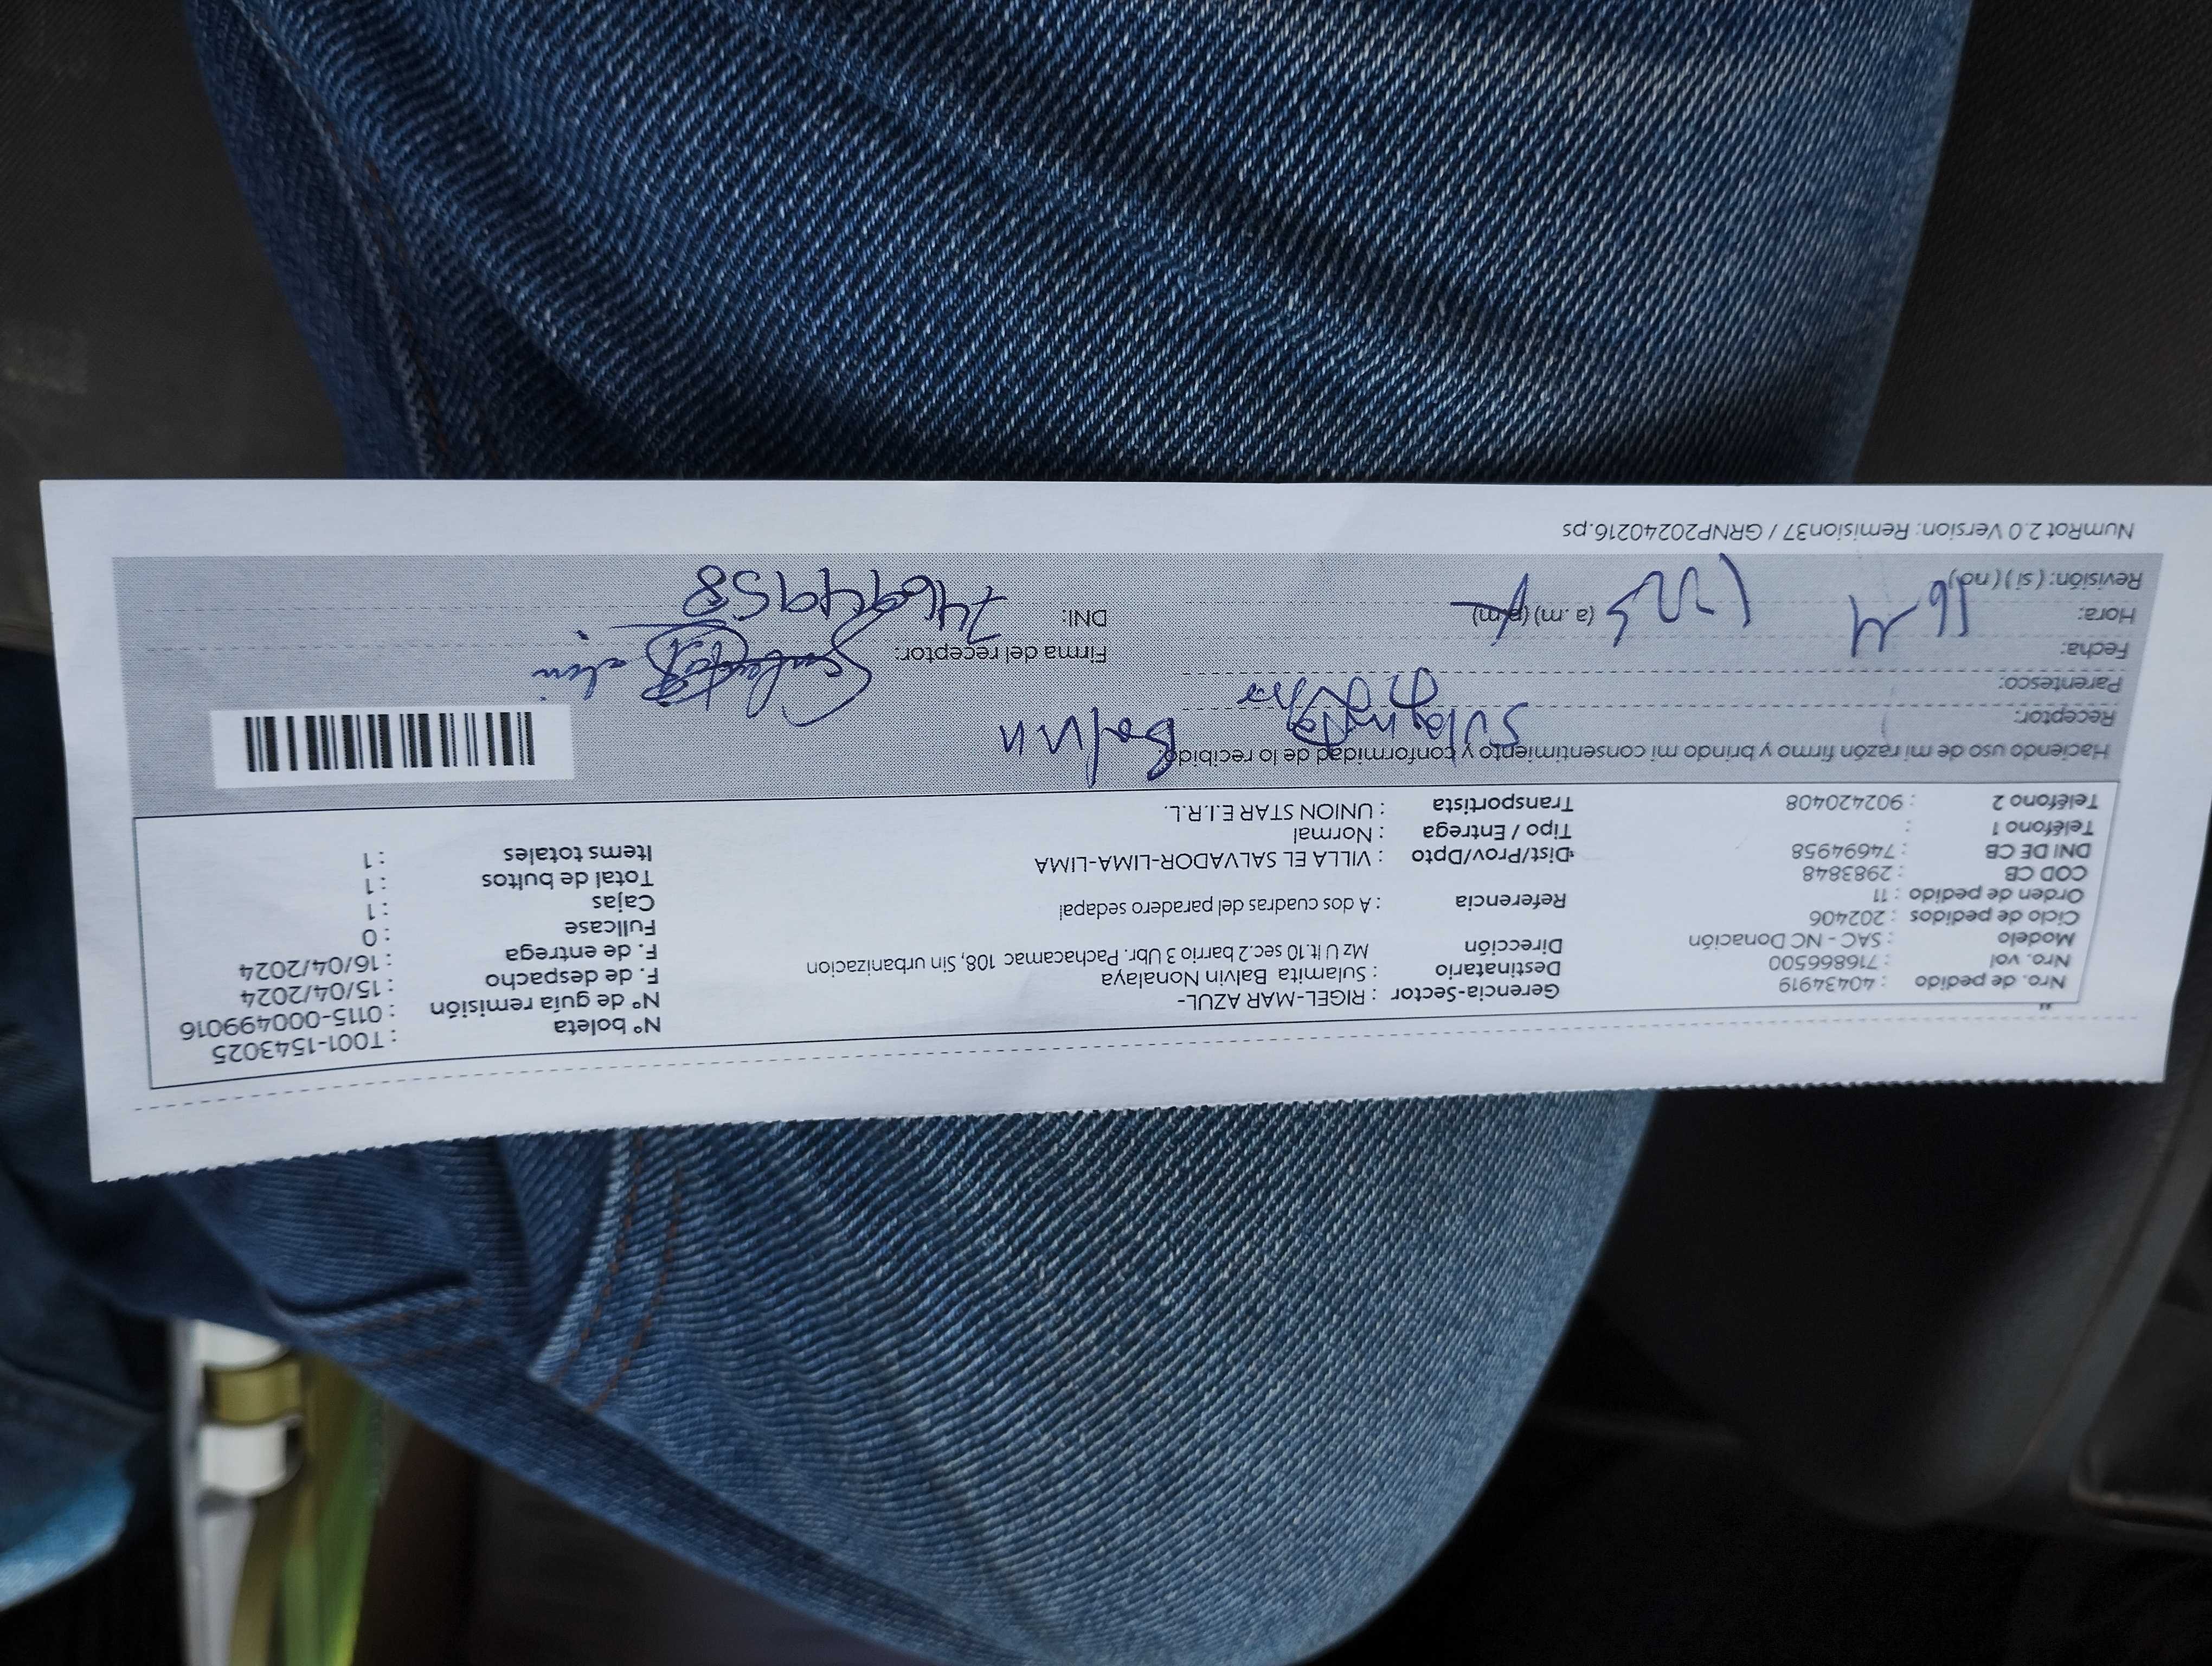 Nro. de pedido : 40434919
Nro. vol : 716866500
Modelo : SAC - NC Donación
Ciclo de pedidos : 202406
Orden de pedido : 11
COD CB : 2983848
DNI DE CB : 74694958
Teléfono 1 :
Teléfono 2 : 902420408
Gerencia-Sector : RIGEL-MAR AZUL-
Destinatario : Sulamita Balvin Nonalaya
Dirección Mz U lt. 10 sec.2 barrio 3 Ubr. Pachacamac 108, Sin urbanizacion
Referencia : A dos cuadras del paradero sedapal
Dist/Prov/Dpto : VILLA EL SALVADOR-LIMA-LIMA
Tipo / Entrega : Normal
Transportista : UNION STAR E.I.R.L.
N° boleta : T001-1543025
N° de guía remisión : 0115-000499016
F. de despacho : 15/04/2024
F. de entrega : 16/04/2024
Fullcase : 0
Cajas : 1
Total de bultos : 1
Items totales : 1
Haciendo uso de mi razón firmo y brindo mi consentimiento y conformidad de lo recibido.
Receptor: Sulamita Balvin
Parentesco:
Fecha: 16-4
Hora: (a .m) (p.m)
Revisión: ( si ) ( no )
Firma del receptor:
DNI: 74694958
NumRot 2.0 Version: Remision37 / GRNP20240216.ps